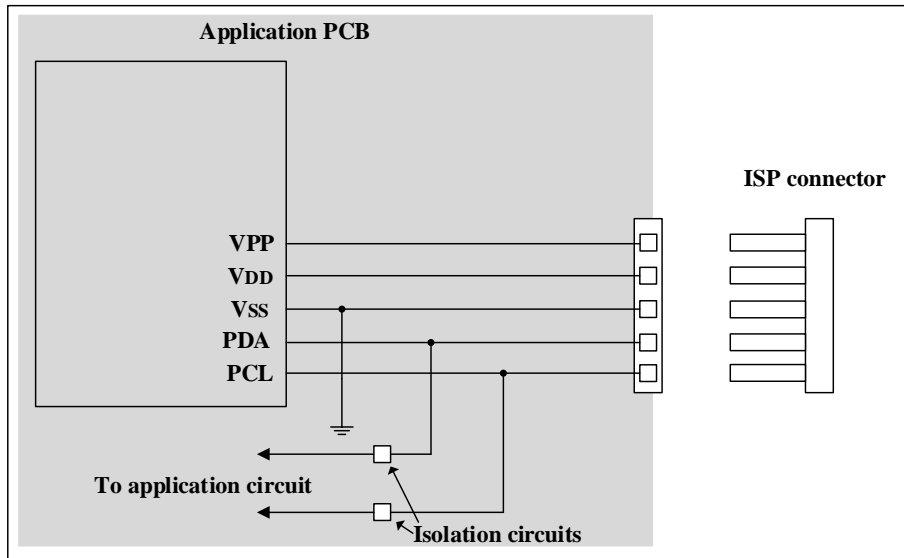 Application PCB
ISP connector
VPP
VDD
VSS
PDA
PCL
To application circuit
Isolation circuits